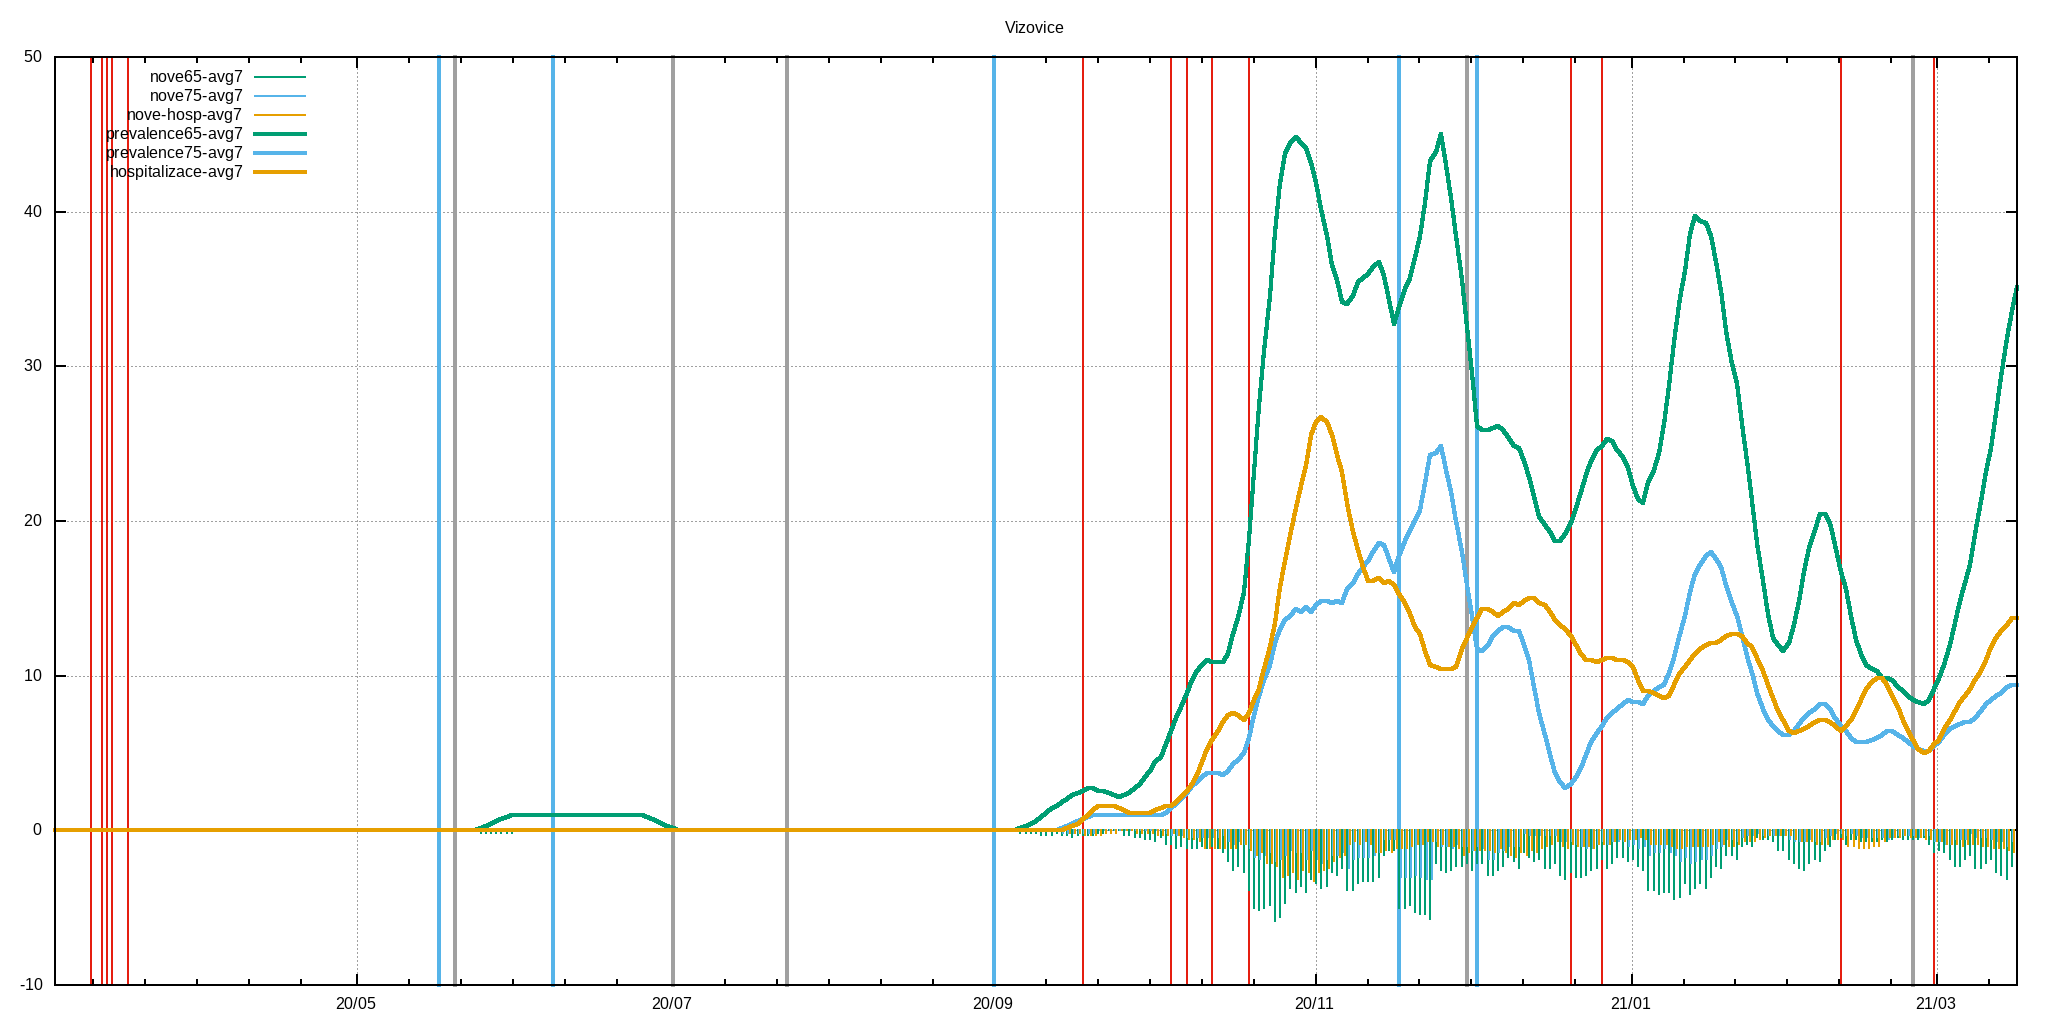 Vizovice
50
nove65-avg7
nove75-avg7
nove-hosp-avg7
prevalence65-avg7
prevalence75-avg7
hospitalizace-avg7
40
30
20
10
0
-10
20/05
20/07
20/09
20/11
21/01
21/03